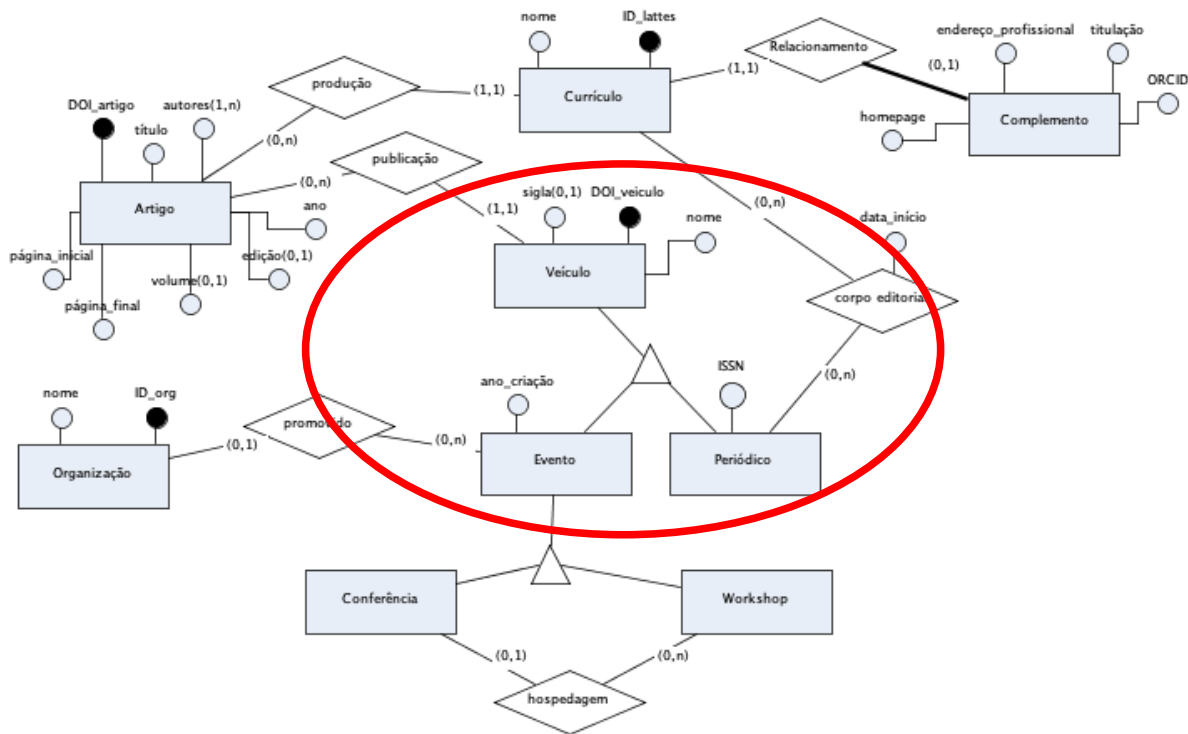 nome
ID_lattes
Relacionamento
endereço_profissional
titulação
(0,1)
(1,1)
ORCID
produção
(1,1)
Currículo
DOI_artigo
autores(1,n)
título
homepage
Complemento
(0,n)
publicação
(0,n)
sigla(0,1)
DOI_veiculo
(0,n)
Artigo
ano
(1,1)
nome
data_início
página_inicial
edição(0,1)
volume(0,1)
Veículo
página_final
corpo editorial
ISSN
ano_criação
(0,n)
nome
ID_org
promovido
(0,1)
(0,n)
Organização
Evento
Periódico
Conferência
Workshop
(0,1)
(0,n)
hospedagem